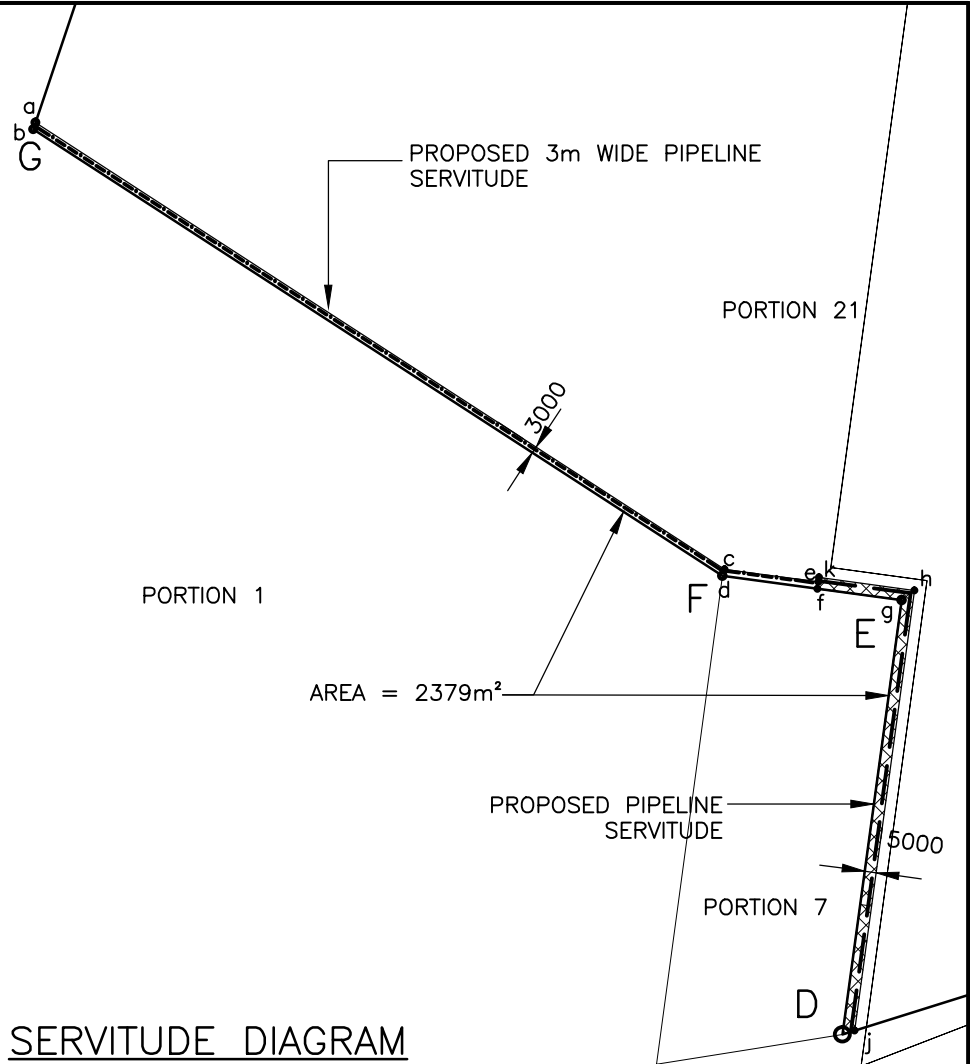 a
b
G
PROPOSED 3m WIDE PIPELINE
SERVITUDE
PORTION 21
3000
c
d
F
e
k
f
h
g
E
PORTION 1
AREA = 2379m²
PROPOSED PIPELINE
SERVITUDE
5000
PORTION 7
D
j
SERVITUDE DIAGRAM